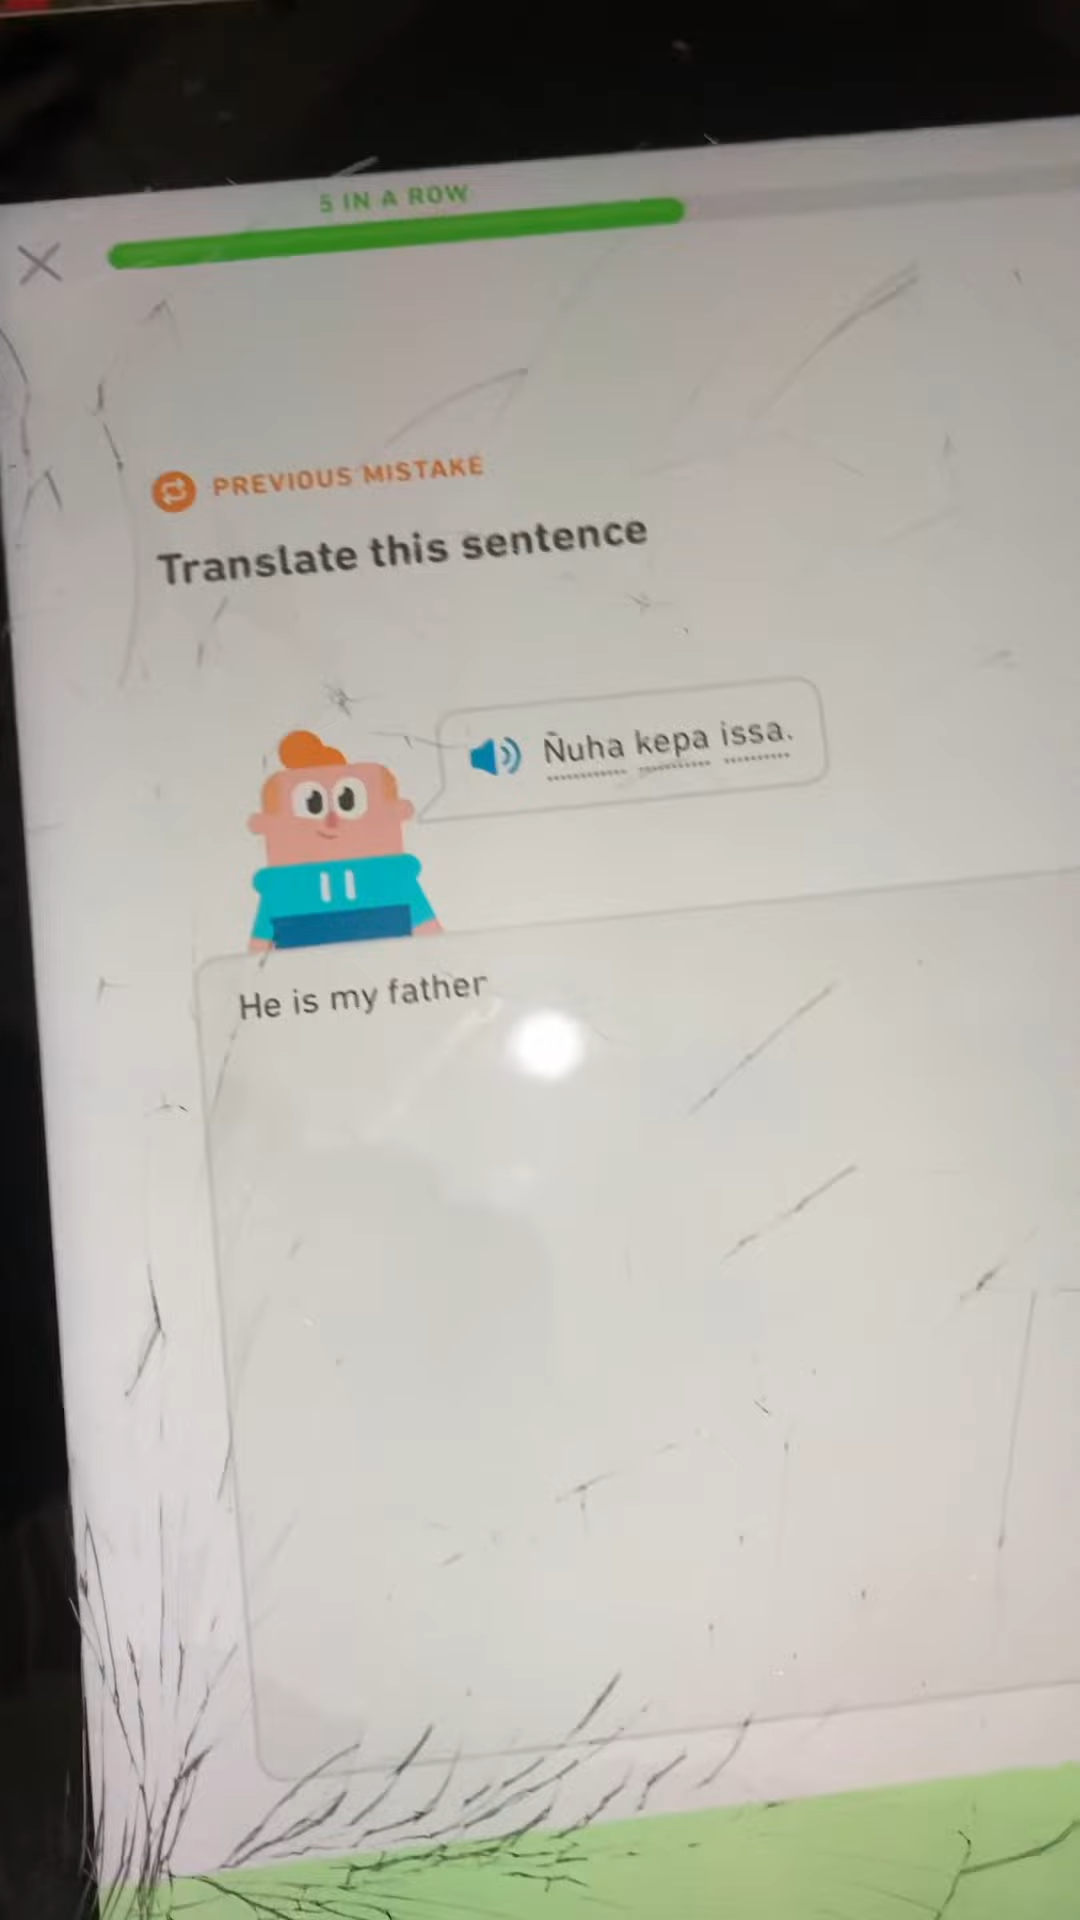 5 IN A ROW
PREVIOUS MISTAKE
Translate this sentence
Ñuha kepa issa.
He is my father